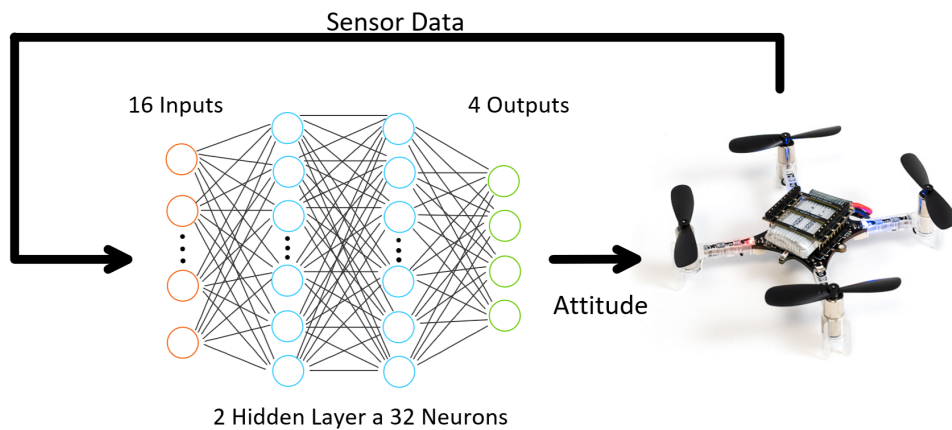 Sensor Data
16 Inputs
4 Outputs
Attitude
2 Hidden Layer a 32 Neurons